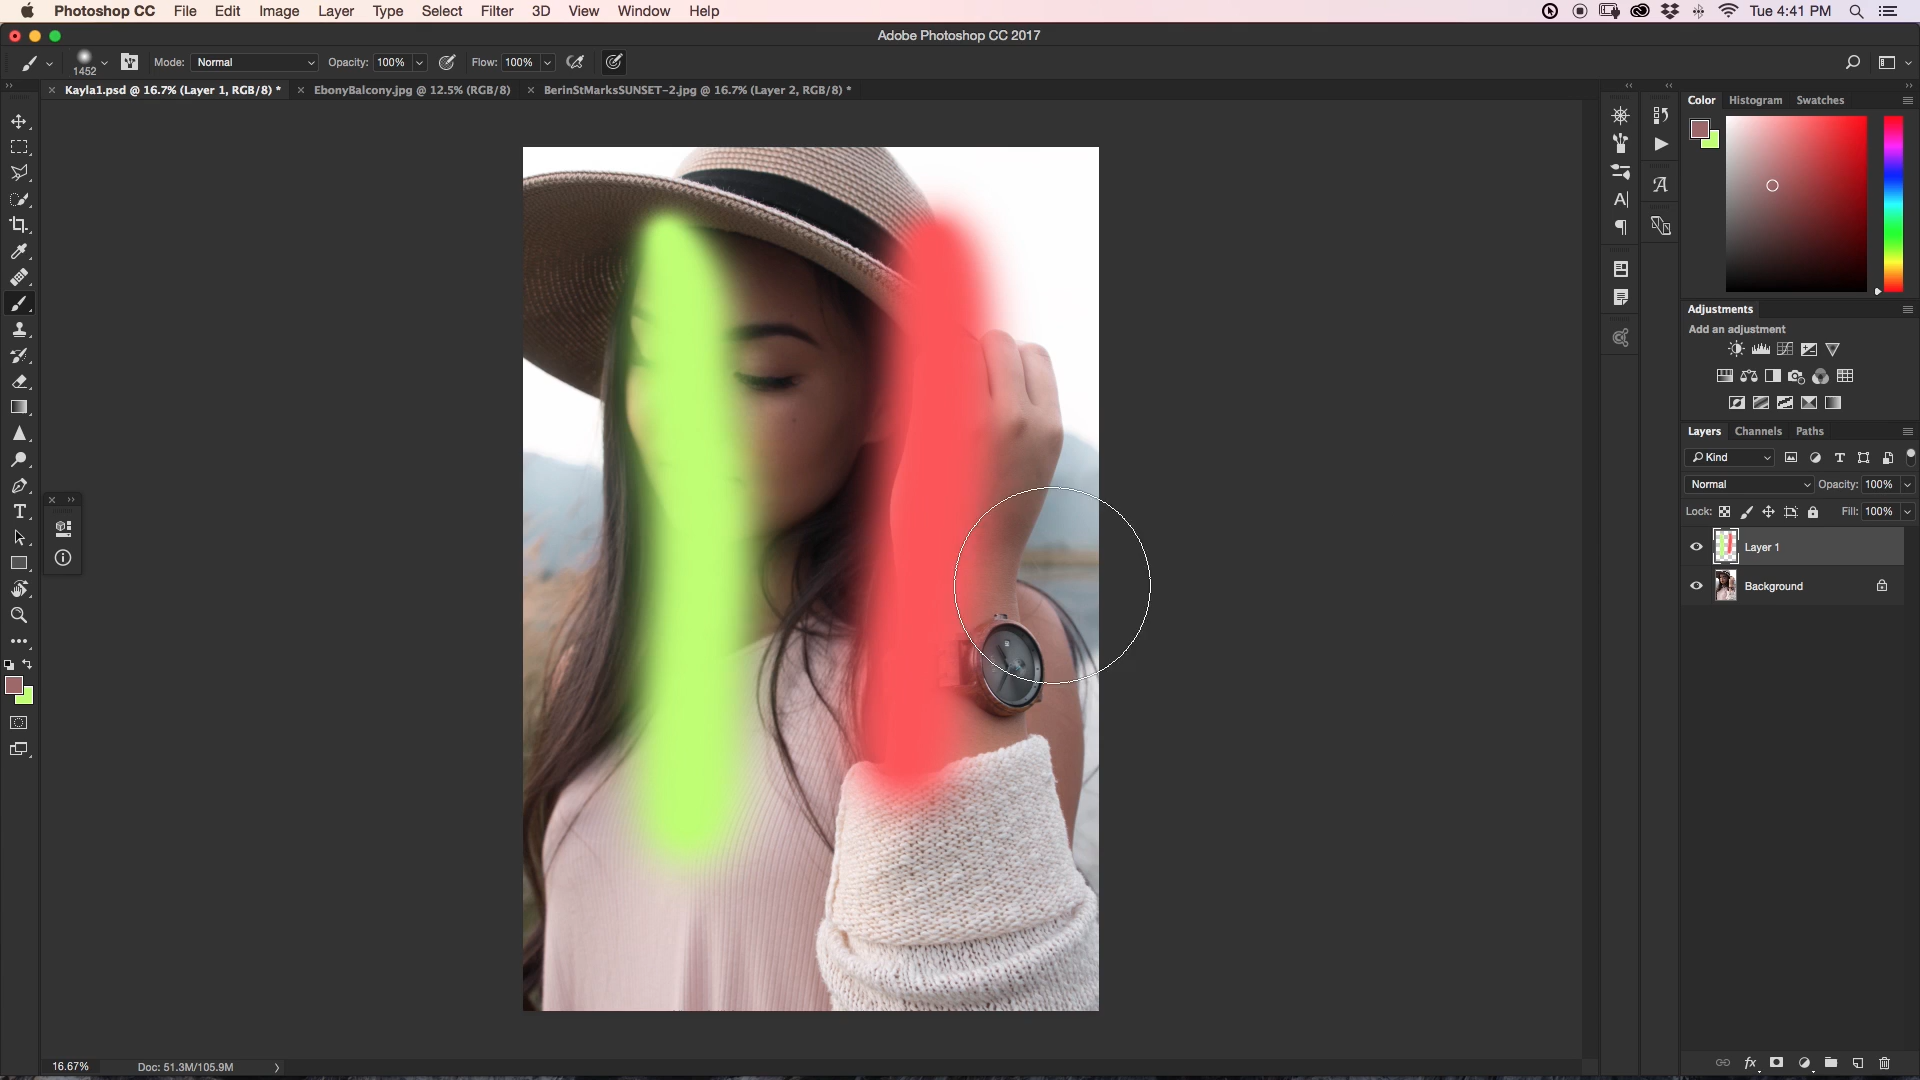 Photoshop CC File Edit Image Layer Type Select Filter 3D View Window Help Tue 4:41 PM
Adobe Photoshop CC 2017
1452 Mode: Normal Opacity: 100% Flow: 100%
Kayla1.psd @ 16.7% (Layer 1, RGB/8) * EbonyBalcony.jpg @ 12.5% (RGB/8) BerinStMarksSUNSET-2.jpg @ 16.7% (Layer 2, RGB/8) *
Color Histogram Swatches
Adjustments
Add an adjustment
Layers Channels Paths
Kind
Normal Opacity: 100%
Lock: Fill: 100%
Layer 1
Background
16.67% Doc: 51.3M/105.9M